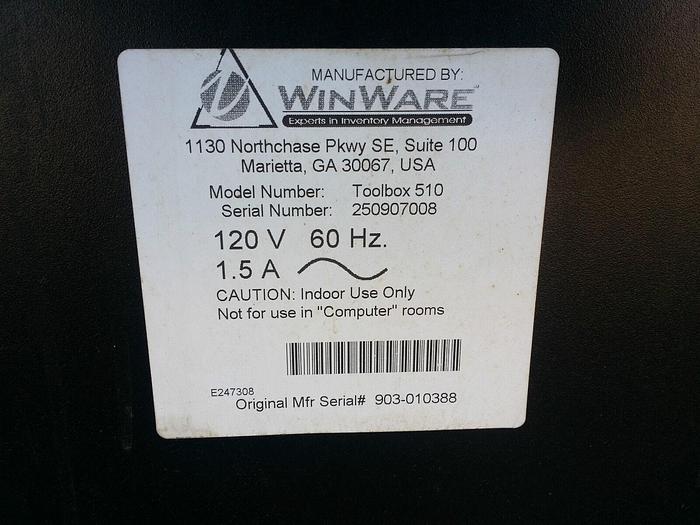 MANUFACTURED BY:
WINWARE
Experts in Inventory Management
1130 Northchase Pkwy SE, Suite 100
Marietta, GA 30067, USA
Model Number: Toolbox 510
Serial Number: 250907008
120 V 60 Hz.
1.5 A
CAUTION: Indoor Use Only
Not for use in "Computer" rooms
E247308
Original Mfr Serial# 903-010388